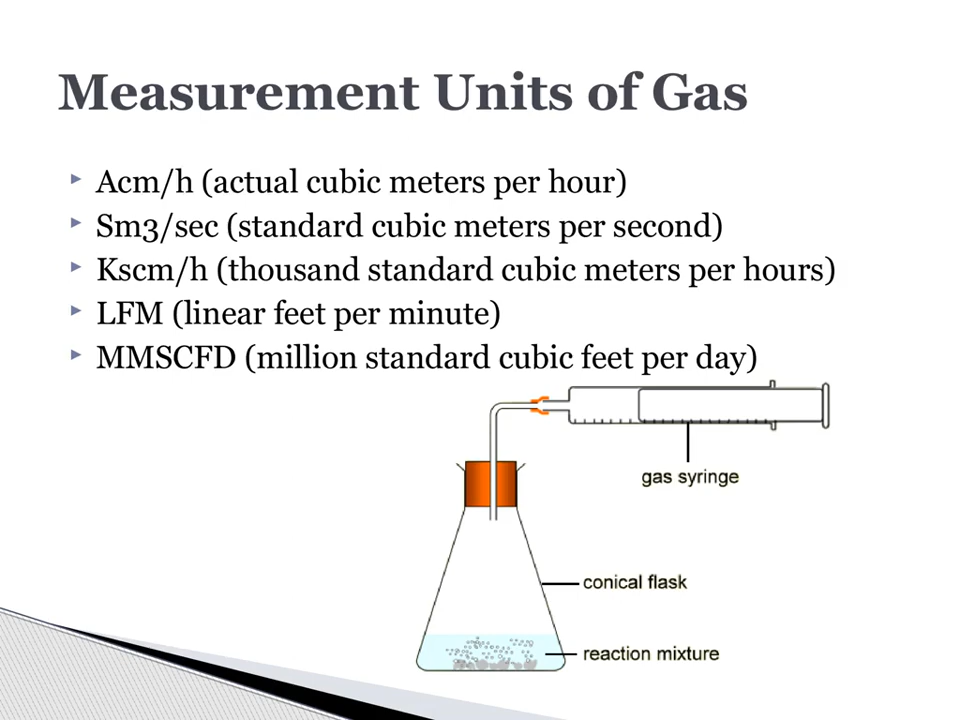 Measurement Units of Gas
Acm/h (actual cubic meters per hour)
Sm3/sec (standard cubic meters per second)
Kscm/h (thousand standard cubic meters per hours)
LFM (linear feet per minute)
MMSCFD (million standard cubic feet per day)
gas syringe
conical flask
reaction mixture